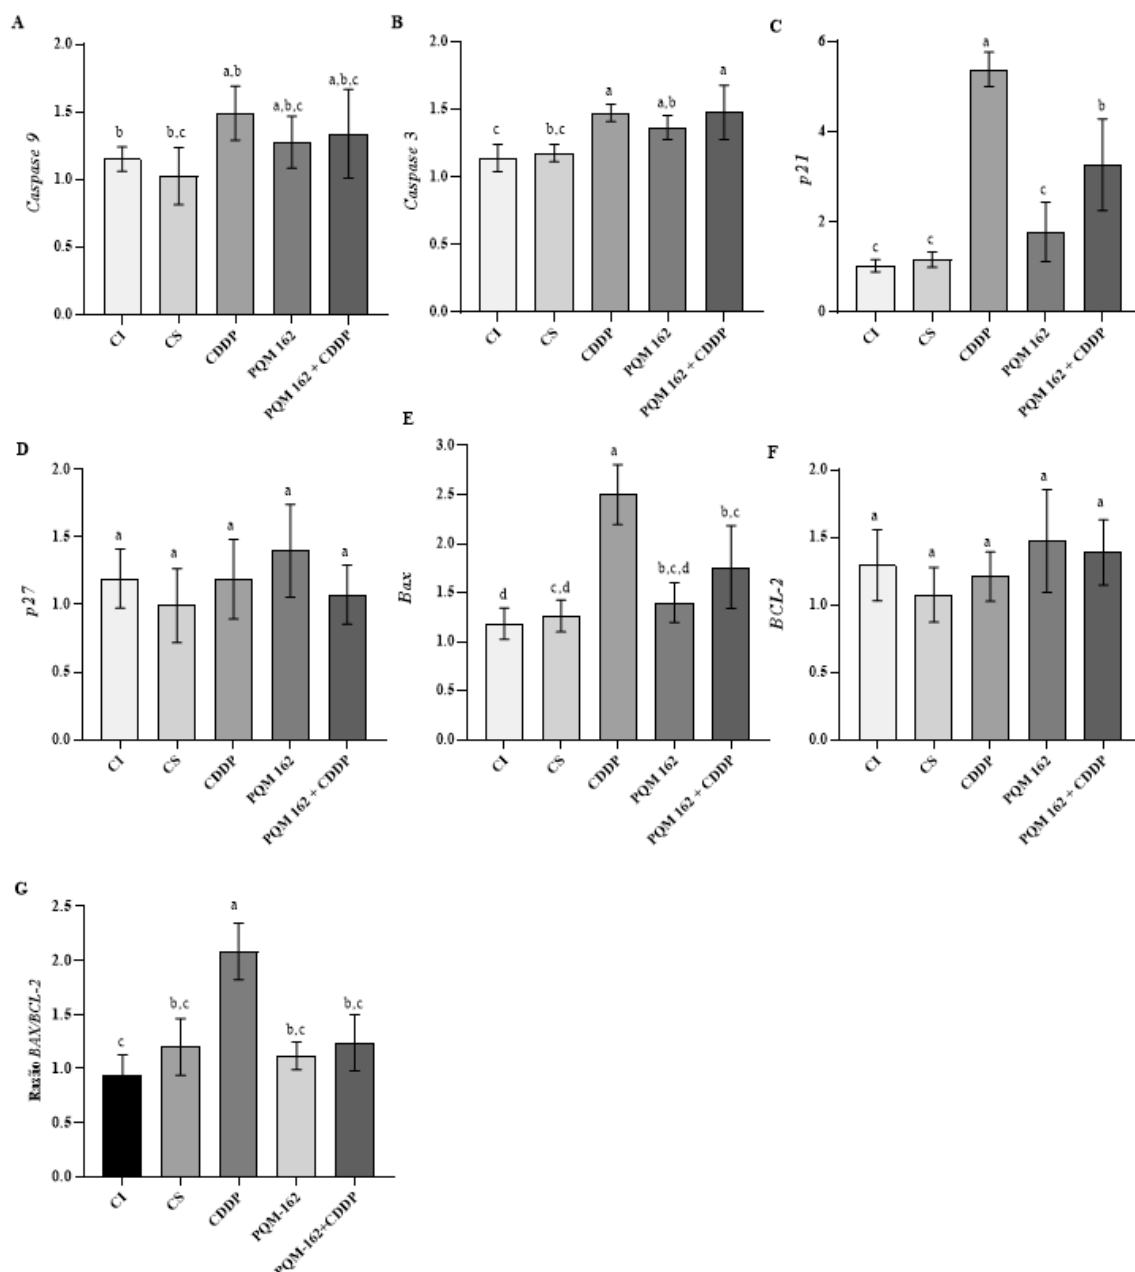 A
2.0
1.5
1.0
0.5
0.0
Caspase 9
b
b,c
a,b
a,b,c
a,b,c
CI
CS
CDDP
PQM 162
PQM 162 + CDDP
B
2.0
1.5
1.0
0.5
0.0
Caspase 3
c
b,c
a
a,b
a
CI
CS
CDDP
PQM 162
PQM 162 + CDDP
C
6
4
2
0
p21
c
c
a
c
b
CI
CS
CDDP
PQM 162
PQM 162 + CDDP
D
2.0
1.5
1.0
0.5
0.0
p27
a
a
a
a
a
CI
CS
CDDP
PQM 162
PQM 162 + CDDP
E
3.0
2.5
2.0
1.5
1.0
0.5
0.0
Bax
d
c,d
a
b,c,d
b,c
CI
CS
CDDP
PQM 162
PQM 162 + CDDP
F
2.0
1.5
1.0
0.5
0.0
BCL-2
a
a
a
a
a
CI
CS
CDDP
PQM 162
PQM 162 + CDDP
G
2.5
2.0
1.5
1.0
0.5
0.0
Razão BAX/BCL-2
c
b,c
a
b,c
b,c
CI
CS
CDDP
PQM-162
PQM-162+CDDP